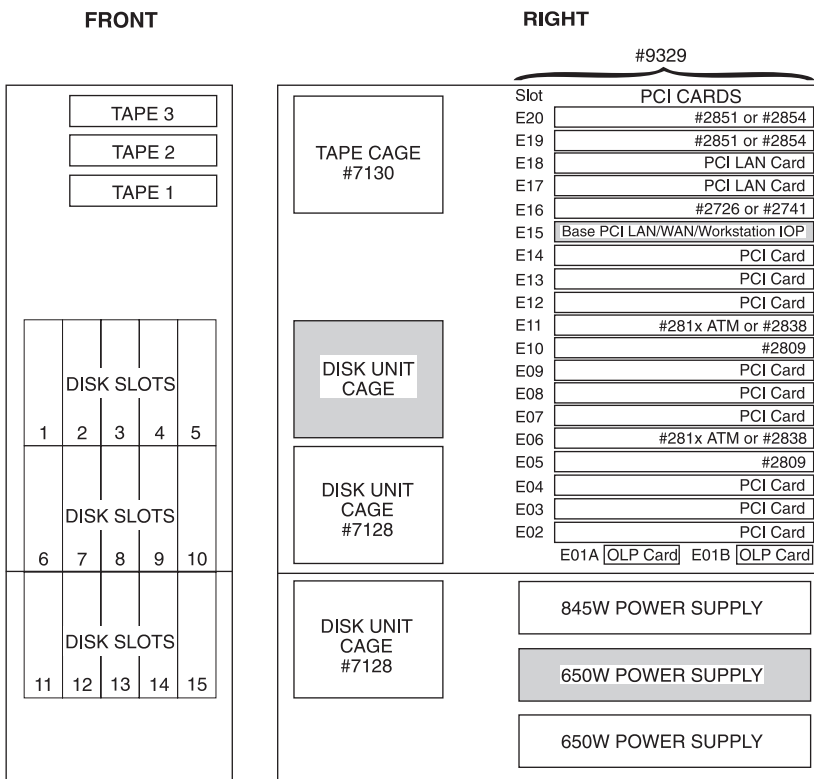 FRONT
RIGHT
#9329
TAPE 3
TAPE 2
TAPE 1
DISK SLOTS
1 2 3 4 5
DISK SLOTS
6 7 8 9 10
DISK SLOTS
11 12 13 14 15
TAPE CAGE
#7130
DISK UNIT
CAGE
DISK UNIT
CAGE
#7128
DISK UNIT
CAGE
#7128
Slot PCI CARDS
E20 #2851 or #2854
E19 #2851 or #2854
E18 PCI LAN Card
E17 PCI LAN Card
E16 #2726 or #2741
E15 Base PCI LAN/WAN/Workstation IOP
E14 PCI Card
E13 PCI Card
E12 PCI Card
E11 #281x ATM or #2838
E10 #2809
E09 PCI Card
E08 PCI Card
E07 PCI Card
E06 #281x ATM or #2838
E05 #2809
E04 PCI Card
E03 PCI Card
E02 PCI Card
E01A OLP Card E01B OLP Card
845W POWER SUPPLY
650W POWER SUPPLY
650W POWER SUPPLY